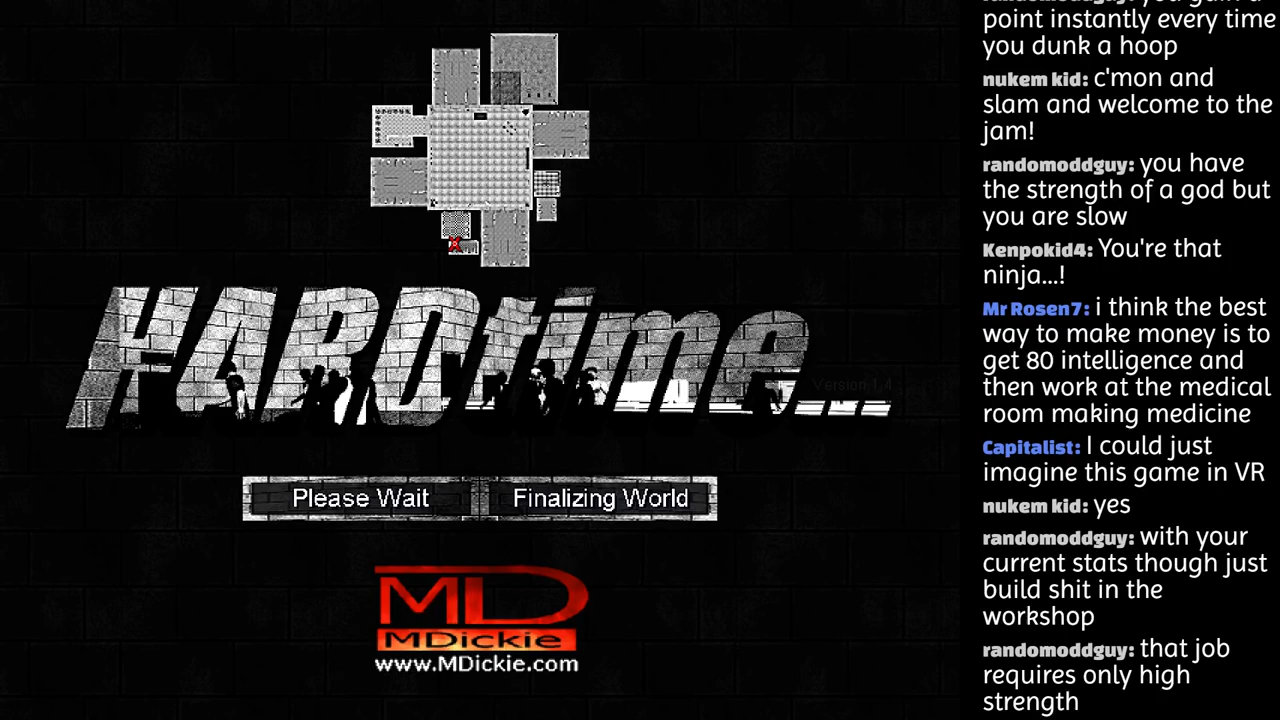 HARDtime...
Version 1.4
Please Wait
Finalizing World
MD
MDickie
www.MDickie.com
point instantly every time
you dunk a hoop
nukem kid: c'mon and
slam and welcome to the
jam!
randomoddguy: you have
the strength of a god but
you are slow
Kenpokid4: You're that
ninja...!
Mr Rosen7: i think the best
way to make money is to
get 80 intelligence and
then work at the medical
room making medicine
Capitalist: I could just
imagine this game in VR
nukem kid: yes
randomoddguy: with your
current stats though just
build shit in the
workshop
randomoddguy: that job
requires only high
strength